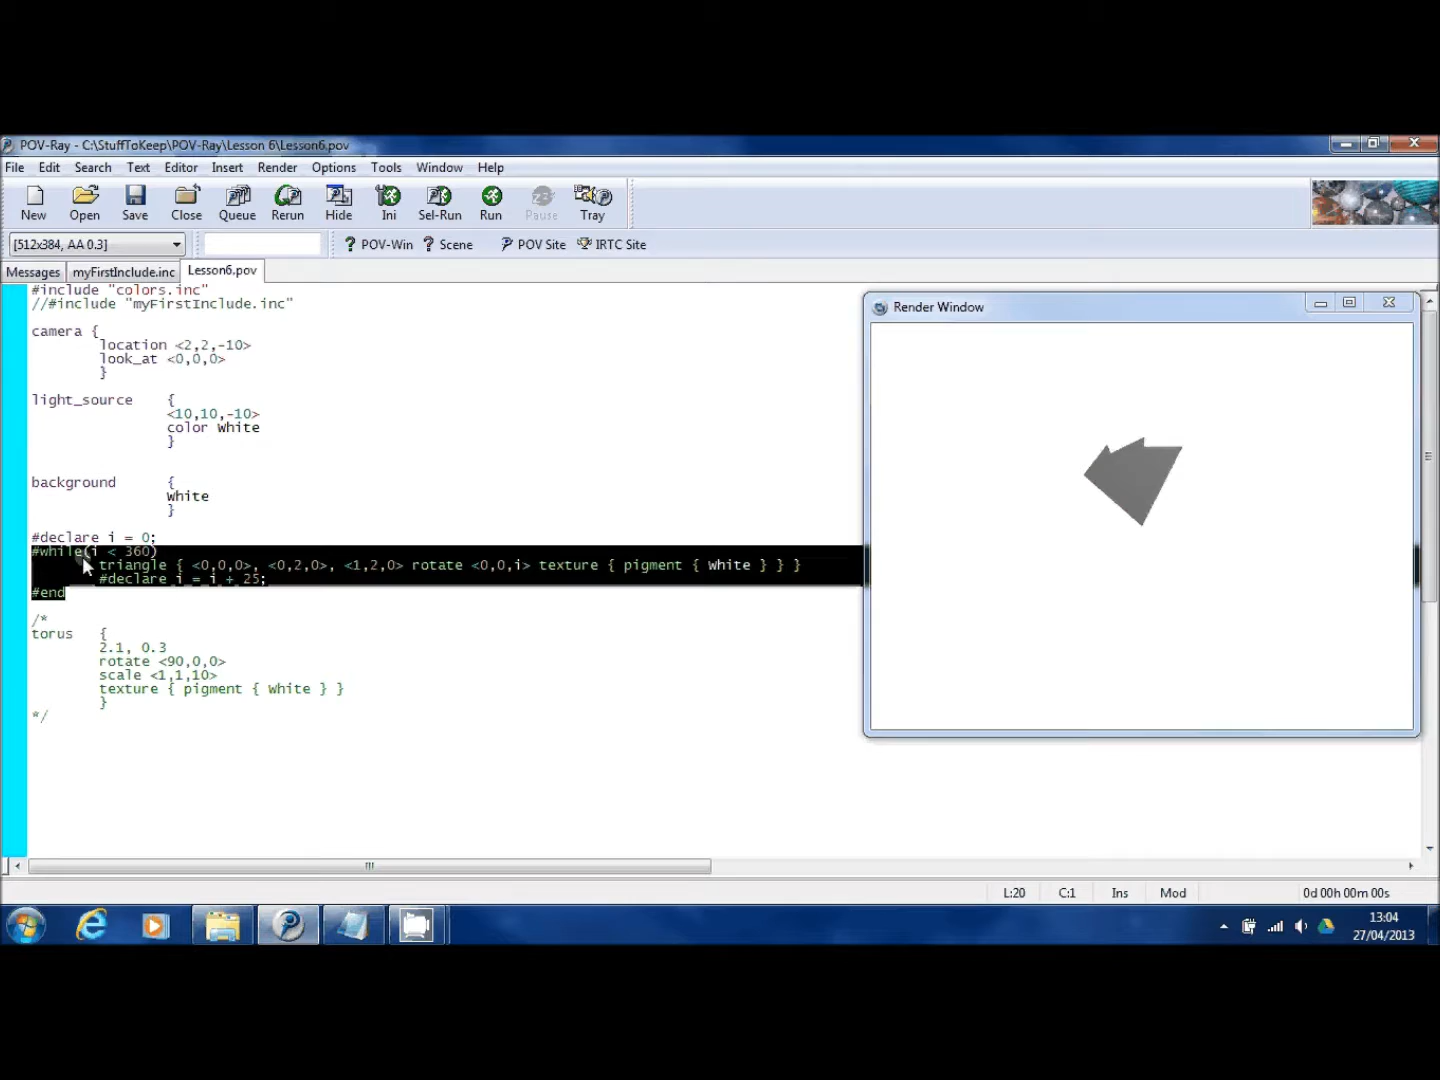 POV-Ray - C:\StuffToKeep\POV-Ray\Lesson 6\Lesson6.pov
File Edit Search Text Editor Insert Render Options Tools Window Help
New Open Save Close Queue Rerun Hide Ini Sel-Run Run Pause Tray
[512x384, AA 0.3] ? POV-Win ? Scene POV Site IRTC Site
Messages myFirstInclude.inc Lesson6.pov
#include "colors.inc"
//#include "myFirstInclude.inc"
camera {
location <2,2,-10>
look_at <0,0,0>
}
light_source {
<10,10,-10>
color White
}
background {
White
}
#declare i = 0;
#while(i < 360)
triangle { <0,0,0>, <0,2,0>, <1,2,0> rotate <0,0,i> texture { pigment { White } } }
#declare i = i + 25;
#end
/*
torus {
2.1, 0.3
rotate <90,0,0>
scale <1,1,10>
texture { pigment { White } }
}
*/
Render Window
L:20 C:1 Ins Mod 0d 00h 00m 00s
13:04
27/04/2013